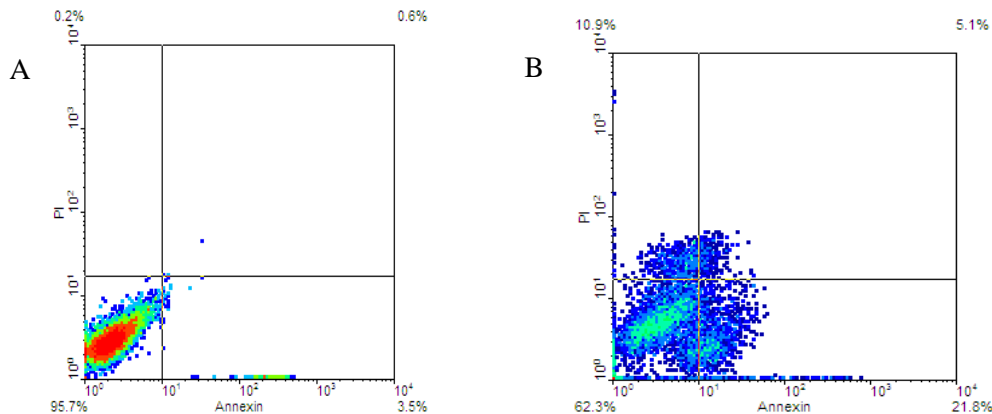 0.2% 0.6%
A
10⁴
10³
PI
10²
10¹
10⁰
10⁰ 10¹ 10² 10³ 10⁴
95.7% Annexin 3.5%
10.9% 5.1%
B
10⁴
10³
PI
10²
10¹
10⁰
10⁰ 10¹ 10² 10³ 10⁴
62.3% Annexin 21.8%